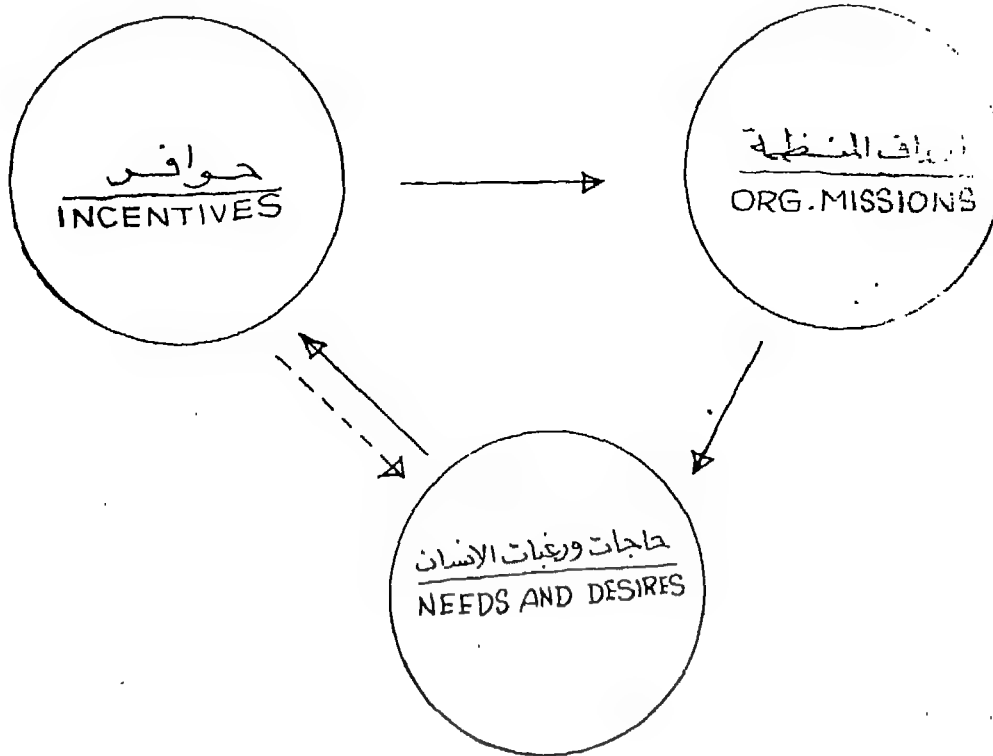 حوافز
INCENTIVES
المنظمة
ORG. MISSIONS
حاجات ورغبات الانسان
NEEDS AND DESIRES